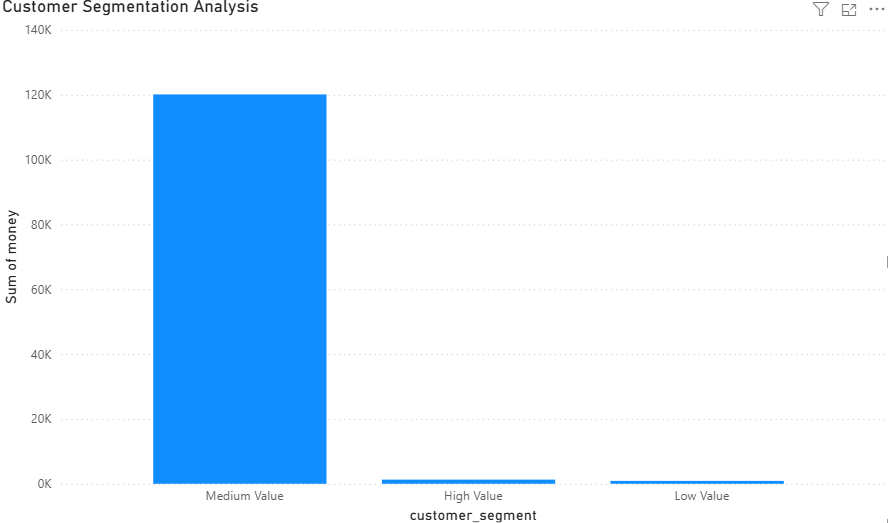 Customer Segmentation Analysis
140K
120K
100K
80K
60K
40K
20K
0K
Sum of money
Medium Value High Value Low Value
customer_segment